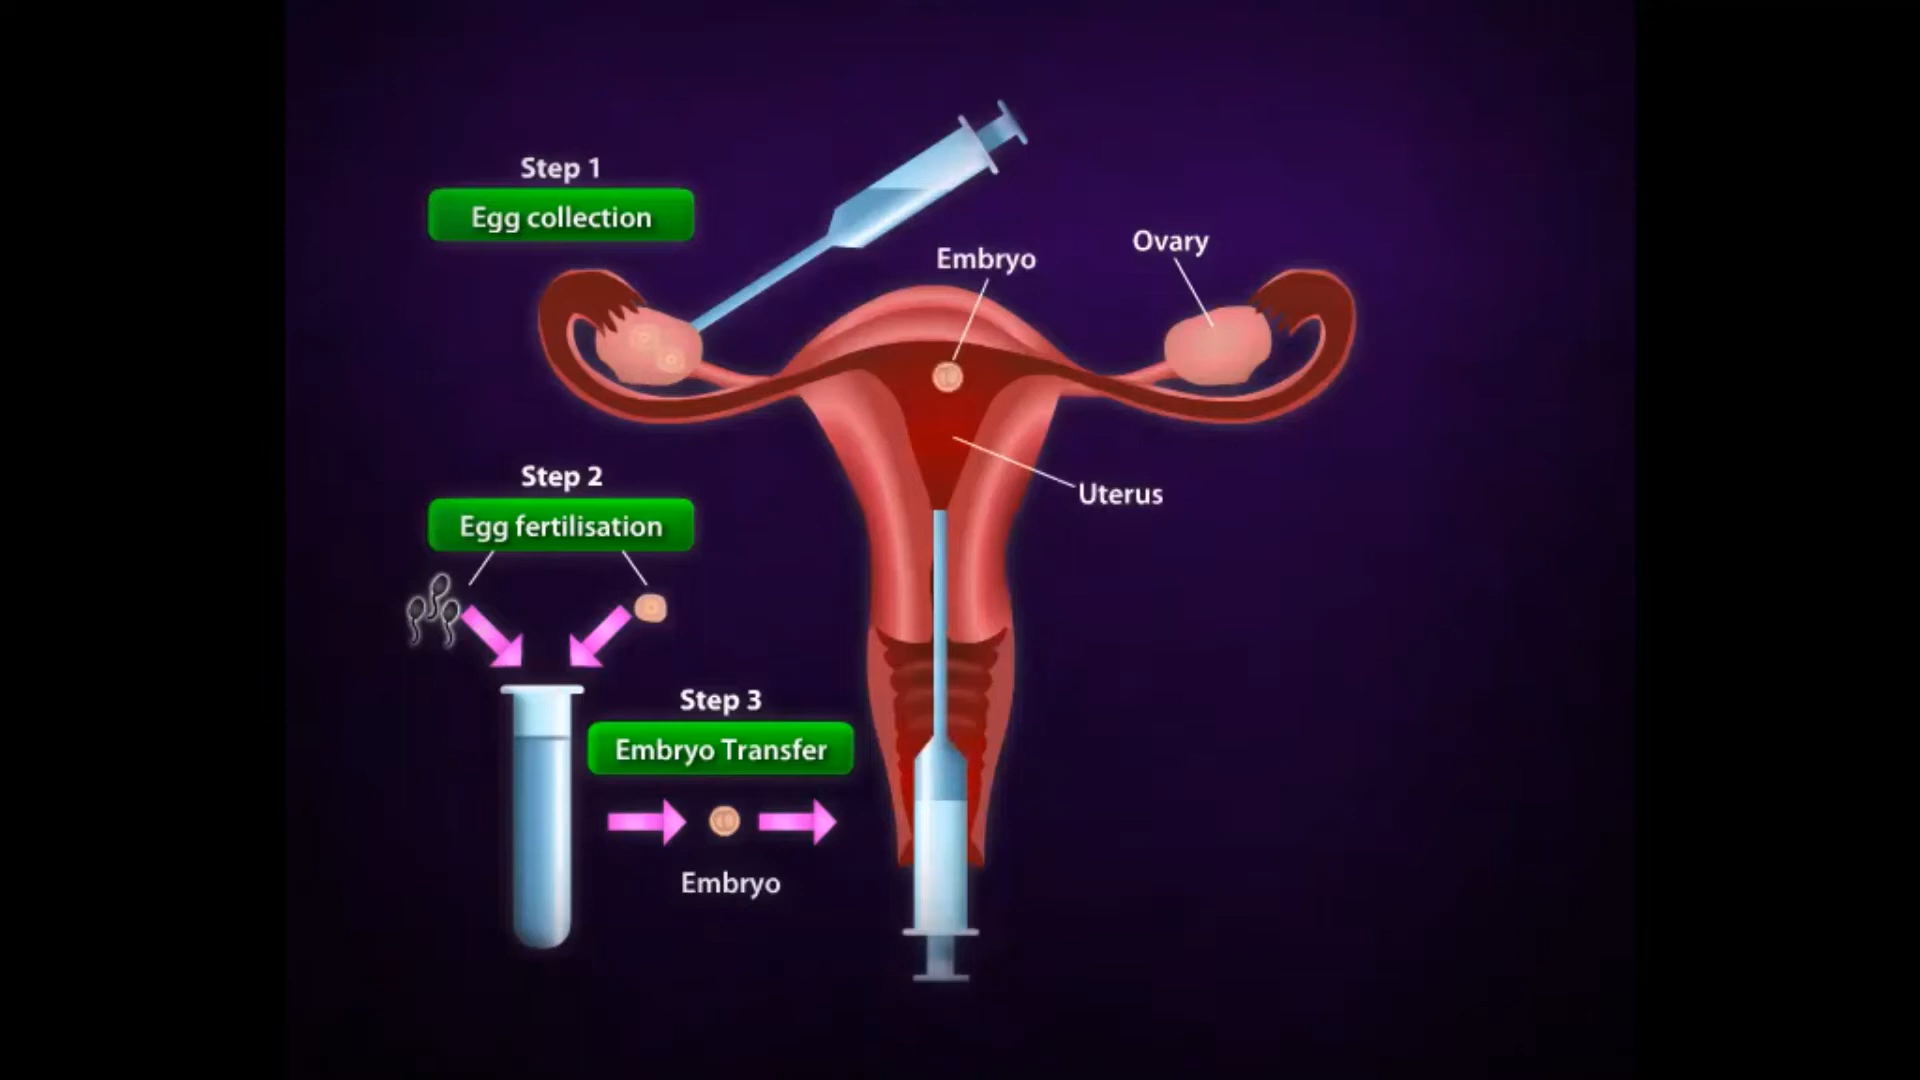 Step 1
Egg collection
Embryo
Ovary
Uterus
Step 2
Egg fertilisation
Step 3
Embryo Transfer
Embryo